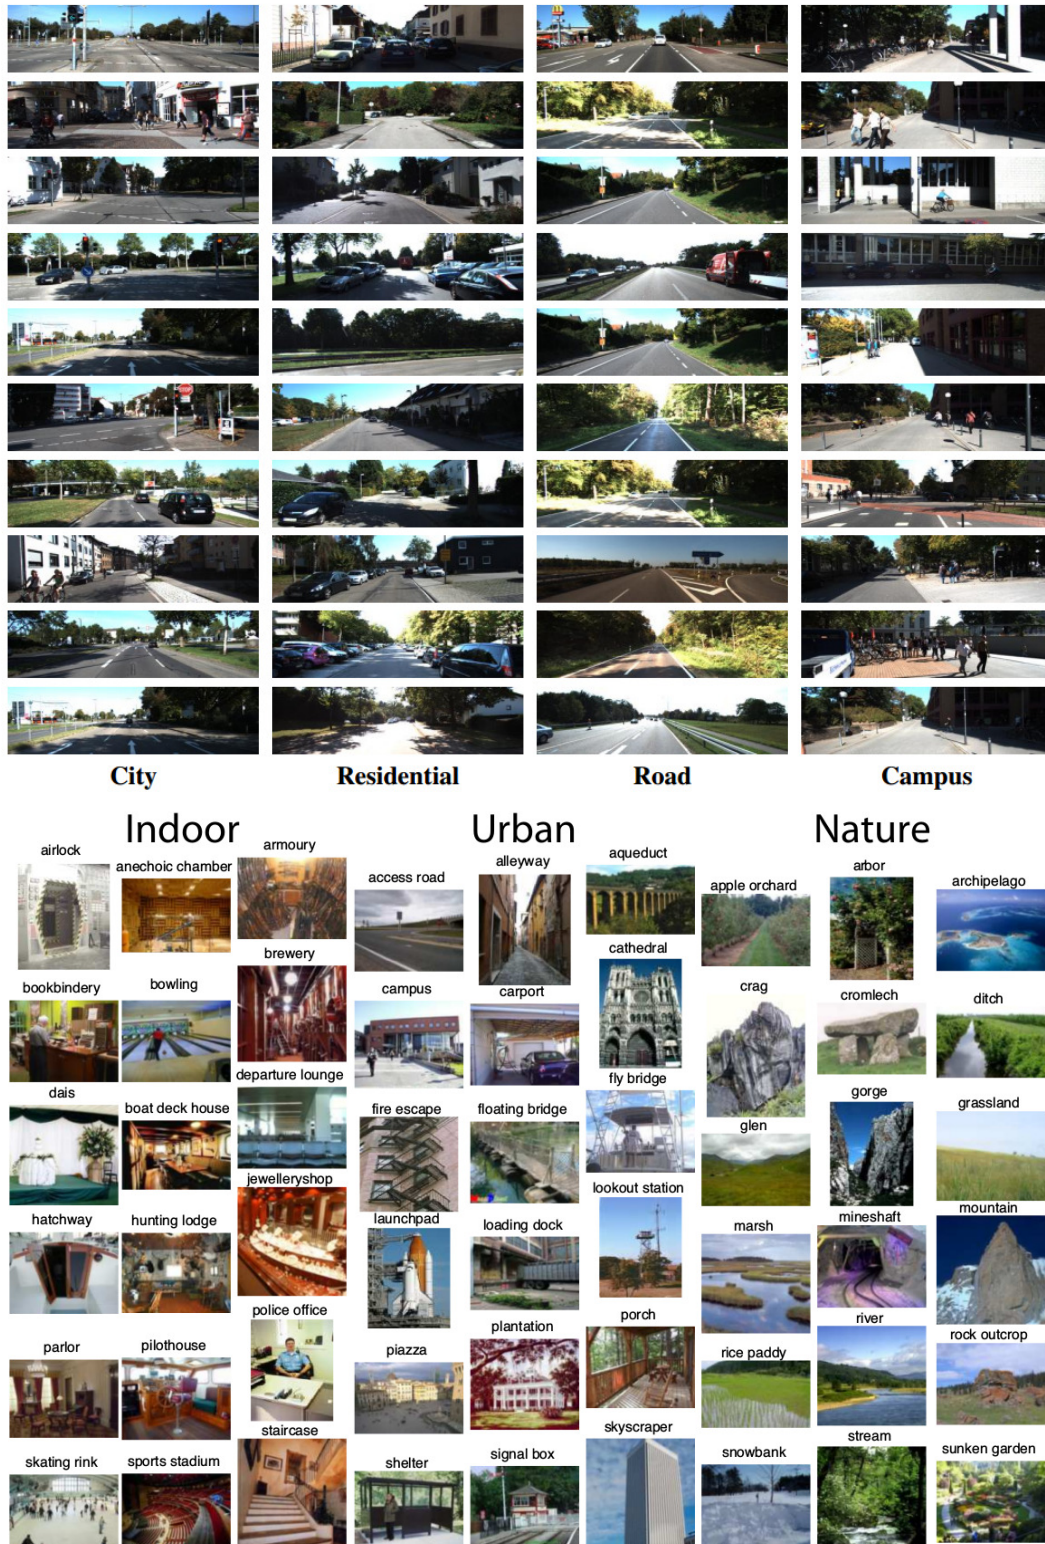 City Residential Road Campus
Indoor Urban Nature
airlock
anechoic chamber
armoury
bookbindery
bowling
brewery
dais
boat deck house
departure lounge
hatchway
hunting lodge
jewelleryshop
parlor
pilothouse
police office
skating rink
sports stadium
staircase
access road
alleyway
aqueduct
campus
carport
cathedral
fire escape
floating bridge
fly bridge
launchpad
loading dock
lookout station
piazza
plantation
porch
shelter
signal box
skyscraper
apple orchard
arbor
archipelago
crag
cromlech
ditch
glen
gorge
grassland
marsh
mineshaft
mountain
rice paddy
river
rock outcrop
snowbank
stream
sunken garden